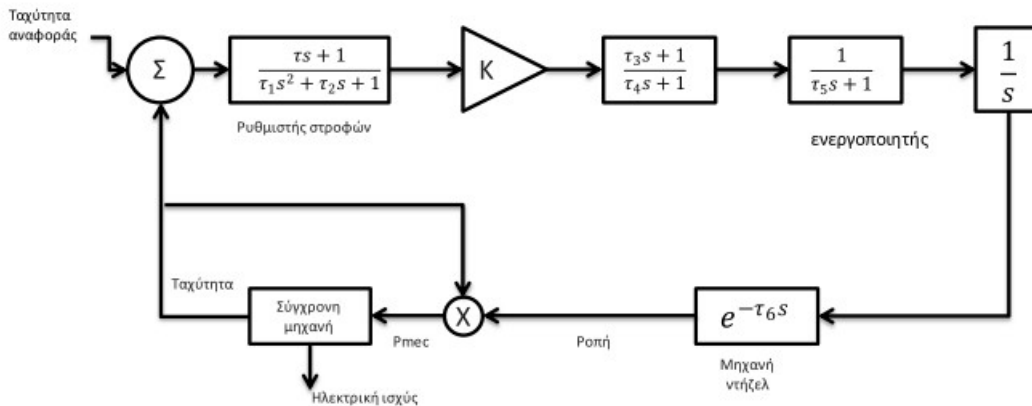 Ταχύτητα
αναφοράς
Σ
τs + 1
τ₁s² + τ₂s + 1
Ρυθμιστής στροφών
K
τ₃s + 1
τ₄s + 1
1
τ₅s + 1
ενεργοποιητής
1
s
Ταχύτητα
Σύγχρονη
μηχανή
Pmec
X
Ροπή
e^{−τ₆s}
Μηχανή
ντήζελ
Ηλεκτρική ισχύς